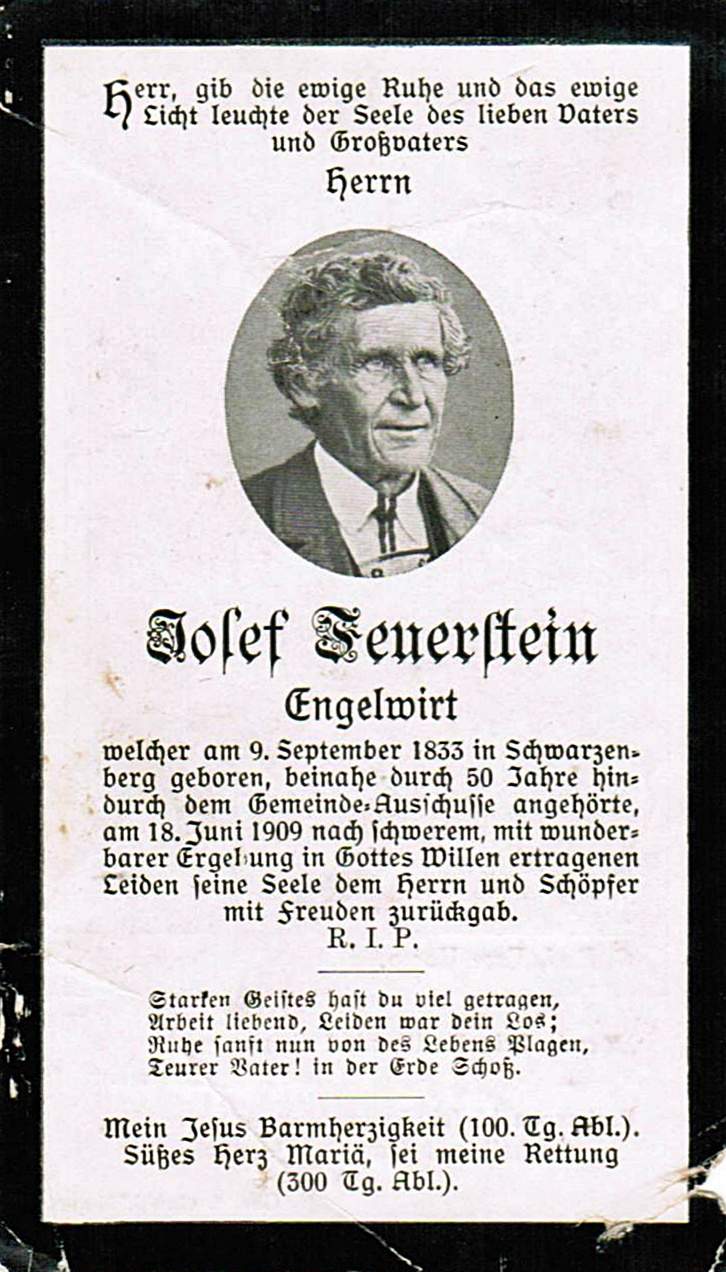 Herr, gib die ewige Ruhe und das ewige
Licht leuchte der Seele des lieben Vaters
und Großvaters
Herrn
Josef Feuerstein
Engelwirt
welcher am 9. September 1833 in Schwarzen-
berg geboren, beinahe durch 50 Jahre hin-
durch dem Gemeinde-Ausschusse angehörte,
am 18. Juni 1909 nach schwerem, mit wunder-
barer Ergebung in Gottes Willen ertragenen
Leiden seine Seele dem Herrn und Schöpfer
mit Freuden zurückgab.
R. I. P.
Starken Geistes hast du viel getragen,
Arbeit liebend, Leiden war dein Los;
Ruhe sanft nun von des Lebens Plagen,
Teurer Vater! in der Erde Schoß.
Mein Jesus Barmherzigkeit (100. Tg. Abl.).
Süßes Herz Mariä, sei meine Rettung
(300 Tg. Abl.).